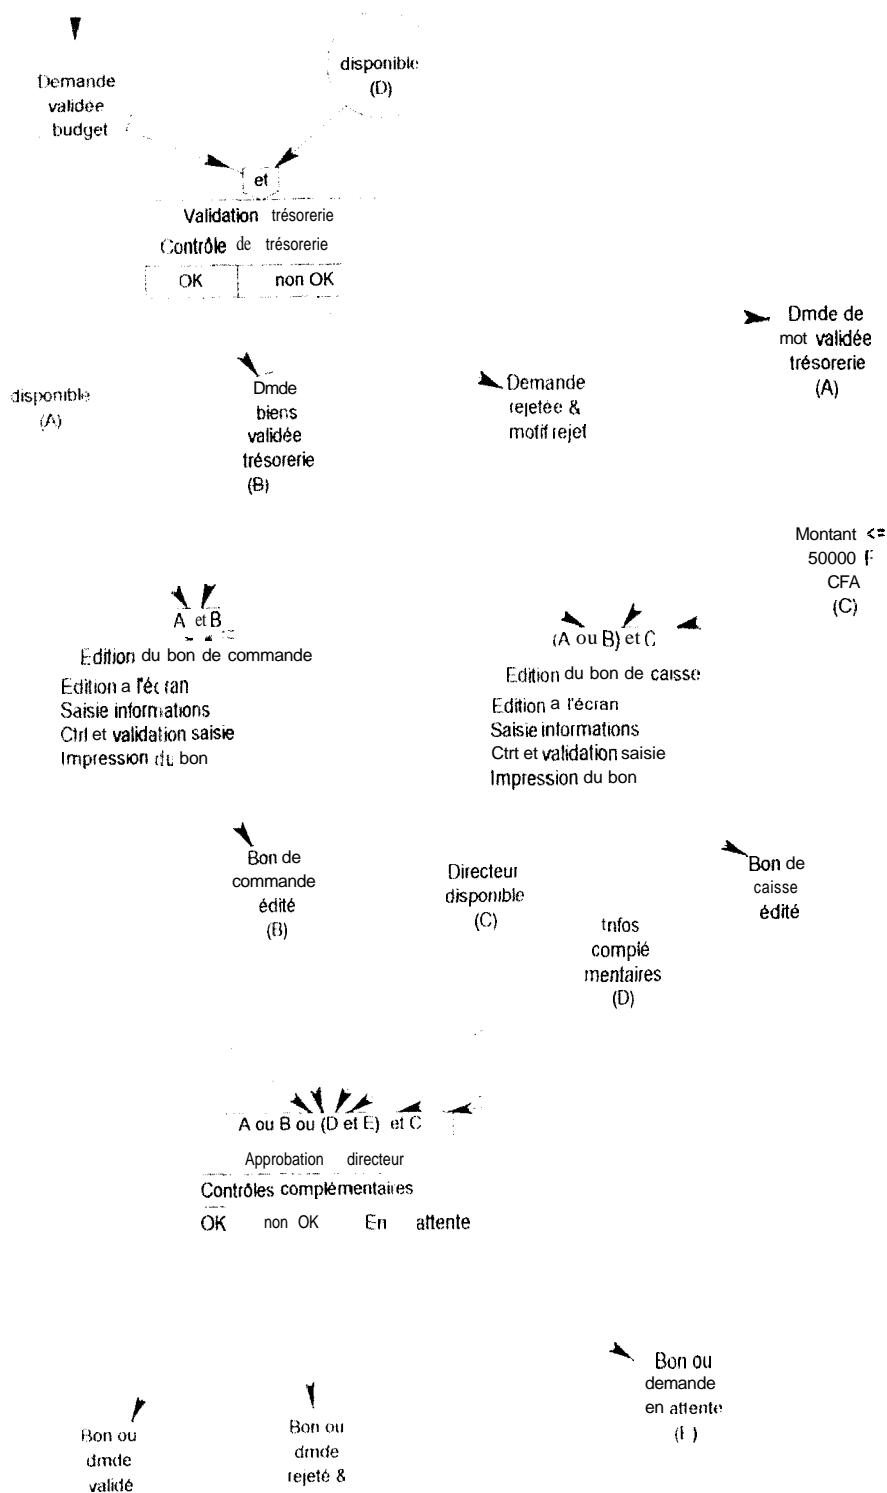 Demande
validée
budget
disponible
(D)
et
Validation trésorerie
Contrôle de trésorerie
OK non OK
Dmde de
mot validée
trésorerie
(A)
disponible
(A)
Dmde
biens
validée
trésorerie
(B)
Demande
rejetée &
motif rejet
Montant <=
50000 F
CFA
(C)
A et B
Edition du bon de commande
Edition a l'écran
Saisie informations
Ctrl et validation saisie
Impression du bon
(A ou B) et C
Edition du bon de caisse
Edition a l'écran
Saisie informations
Ctrt et validation saisie
Impression du bon
Bon de
commande
édité
(B)
Directeur
disponible
(C)
Infos
complé
mentaires
(D)
Bon de
caisse
édité
A ou B ou (D et E) et C
Approbation directeur
Contrôles complémentaires
OK non OK En attente
Bon ou
dmde
validé
Bon ou
dmde
rejeté &
Bon ou
demande
en attente